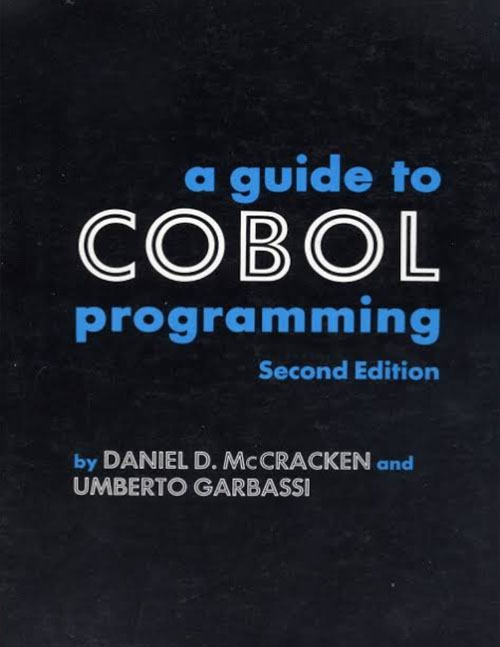 a guide to
COBOL
programming
Second Edition
by DANIEL D. McCRACKEN and
UMBERTO GARBASSI